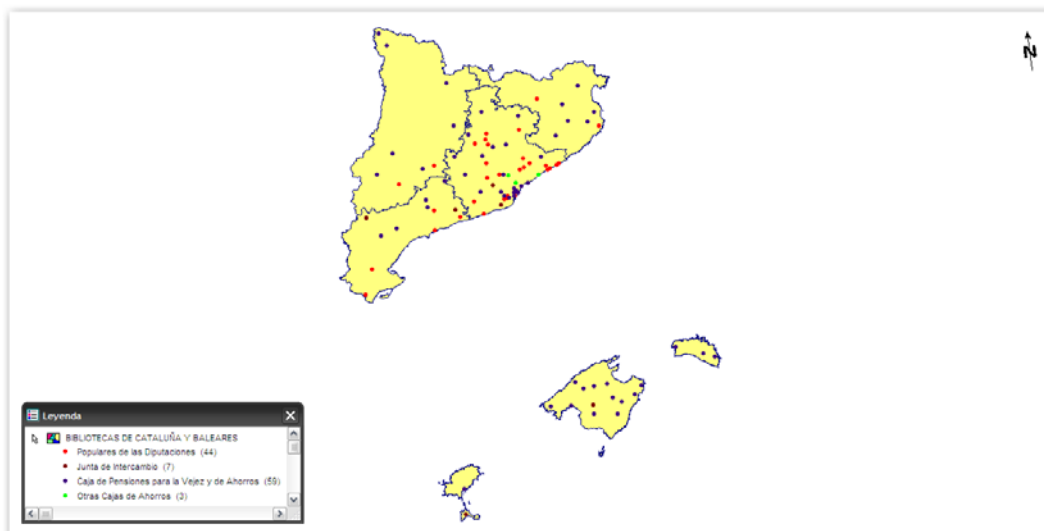 N
Leyenda
BIBLIOTECAS DE CATALUÑA Y BALEARES
Populares de las Diputaciones (44)
Junta de Intercambio (7)
Caja de Pensiones para la Vejez y de Ahorros (59)
Otras Cajas de Ahorros (3)